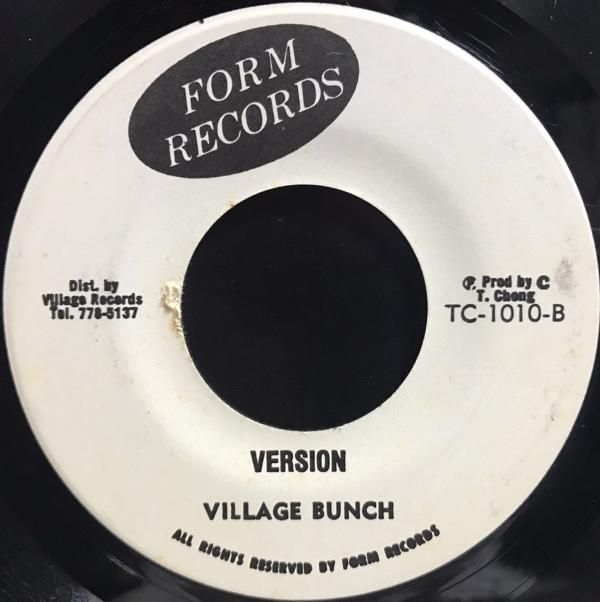 FORM
RECORDS
Dist. by
Village Records
Tel. 778-5137
℗. Prod by ©
T. Chong
TC-1010-B
VERSION
VILLAGE BUNCH
ALL RIGHTS RESERVED BY FORM RECORDS